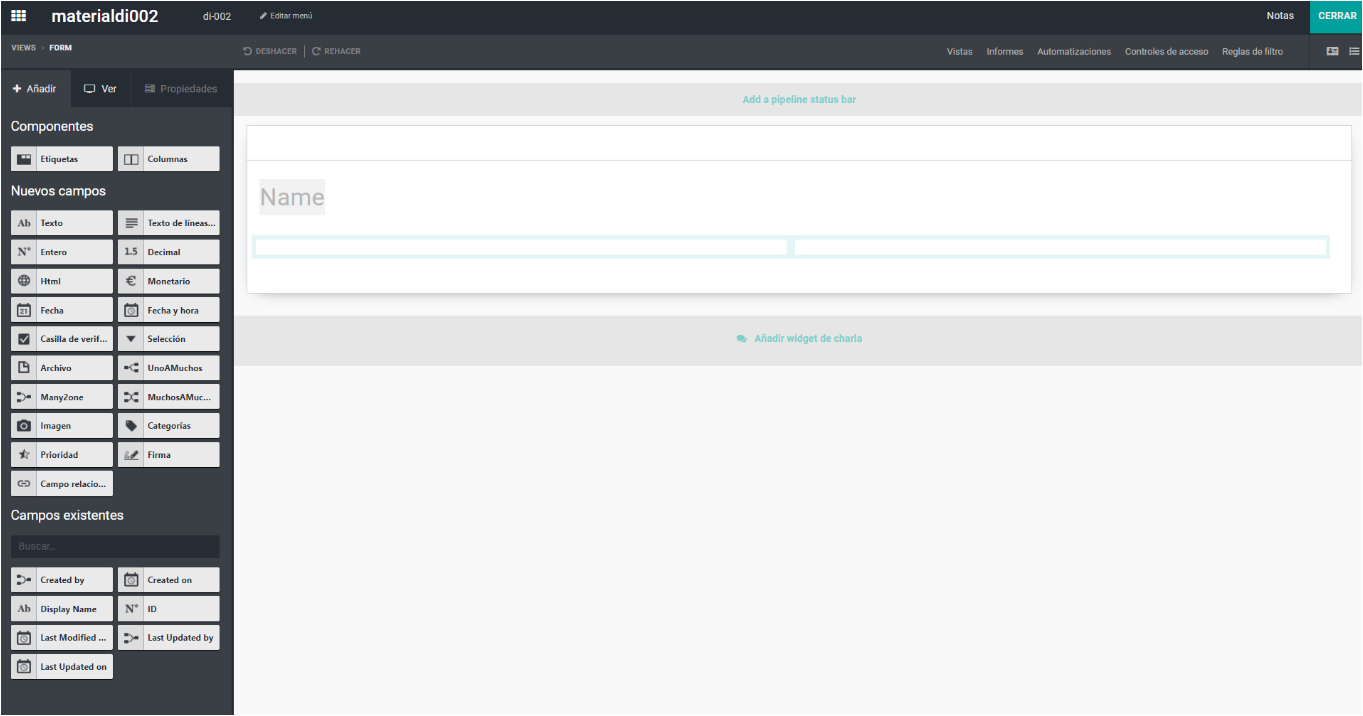 materialdi002 di-002 Editar menú Notas CERRAR
VIEWS > FORM DESHACER REHACER Vistas Informes Automatizaciones Controles de acceso Reglas de filtro
Añadir Ver Propiedades
Add a pipeline status bar
Componentes
Etiquetas Columnas
Nuevos campos
Name
Ab Texto Texto de líneas...
N° Entero 1.5 Decimal
Html € Monetario
21 Fecha Fecha y hora
Casilla de verif... Selección
Añadir widget de charla
Archivo UnoAMuchos
Many2one MuchosAMuc...
Imagen Categorías
Prioridad Firma
Campo relacio...
Campos existentes
Buscar...
Created by Created on
Ab Display Name N° ID
Last Modified ... Last Updated by
Last Updated on